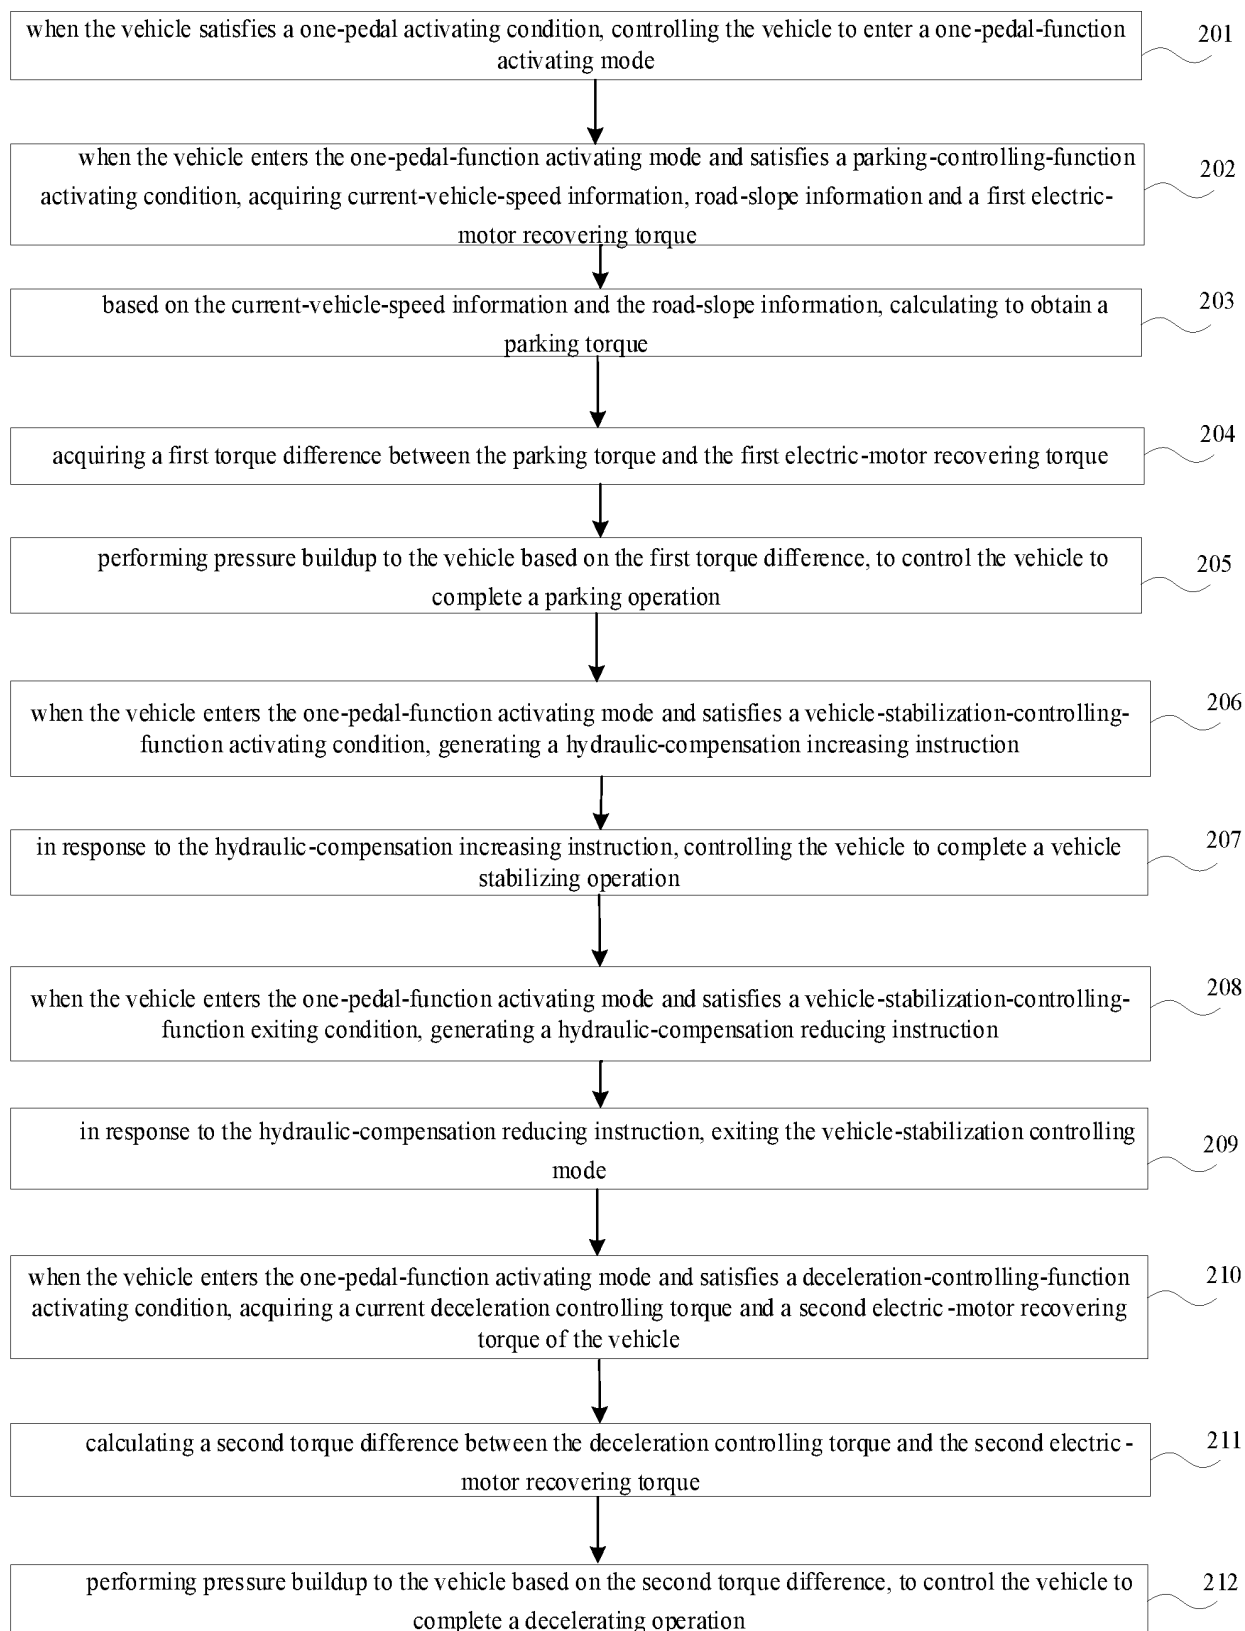 when the vehicle satisfies a one-pedal activating condition, controlling the vehicle to enter a one-pedal-function
activating mode
201
when the vehicle enters the one-pedal-function activating mode and satisfies a parking-controlling-function
activating condition, acquiring current-vehicle-speed information, road-slope information and a first electric-
motor recovering torque
202
based on the current-vehicle-speed information and the road-slope information, calculating to obtain a
parking torque
203
acquiring a first torque difference between the parking torque and the first electric-motor recovering torque
204
performing pressure buildup to the vehicle based on the first torque difference, to control the vehicle to
complete a parking operation
205
when the vehicle enters the one-pedal-function activating mode and satisfies a vehicle-stabilization-controlling-
function activating condition, generating a hydraulic-compensation increasing instruction
206
in response to the hydraulic-compensation increasing instruction, controlling the vehicle to complete a vehicle
stabilizing operation
207
when the vehicle enters the one-pedal-function activating mode and satisfies a vehicle-stabilization-controlling-
function exiting condition, generating a hydraulic-compensation reducing instruction
208
in response to the hydraulic-compensation reducing instruction, exiting the vehicle-stabilization controlling
mode
209
when the vehicle enters the one-pedal-function activating mode and satisfies a deceleration-controlling-function
activating condition, acquiring a current deceleration controlling torque and a second electric-motor recovering
torque of the vehicle
210
calculating a second torque difference between the deceleration controlling torque and the second electric-
motor recovering torque
211
performing pressure buildup to the vehicle based on the second torque difference, to control the vehicle to
complete a decelerating operation
212